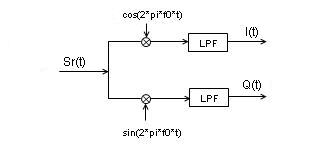 cos(2*pi*f0*t)
LPF
I(t)
Sr(t)
LPF
Q(t)
sin(2*pi*f0*t)